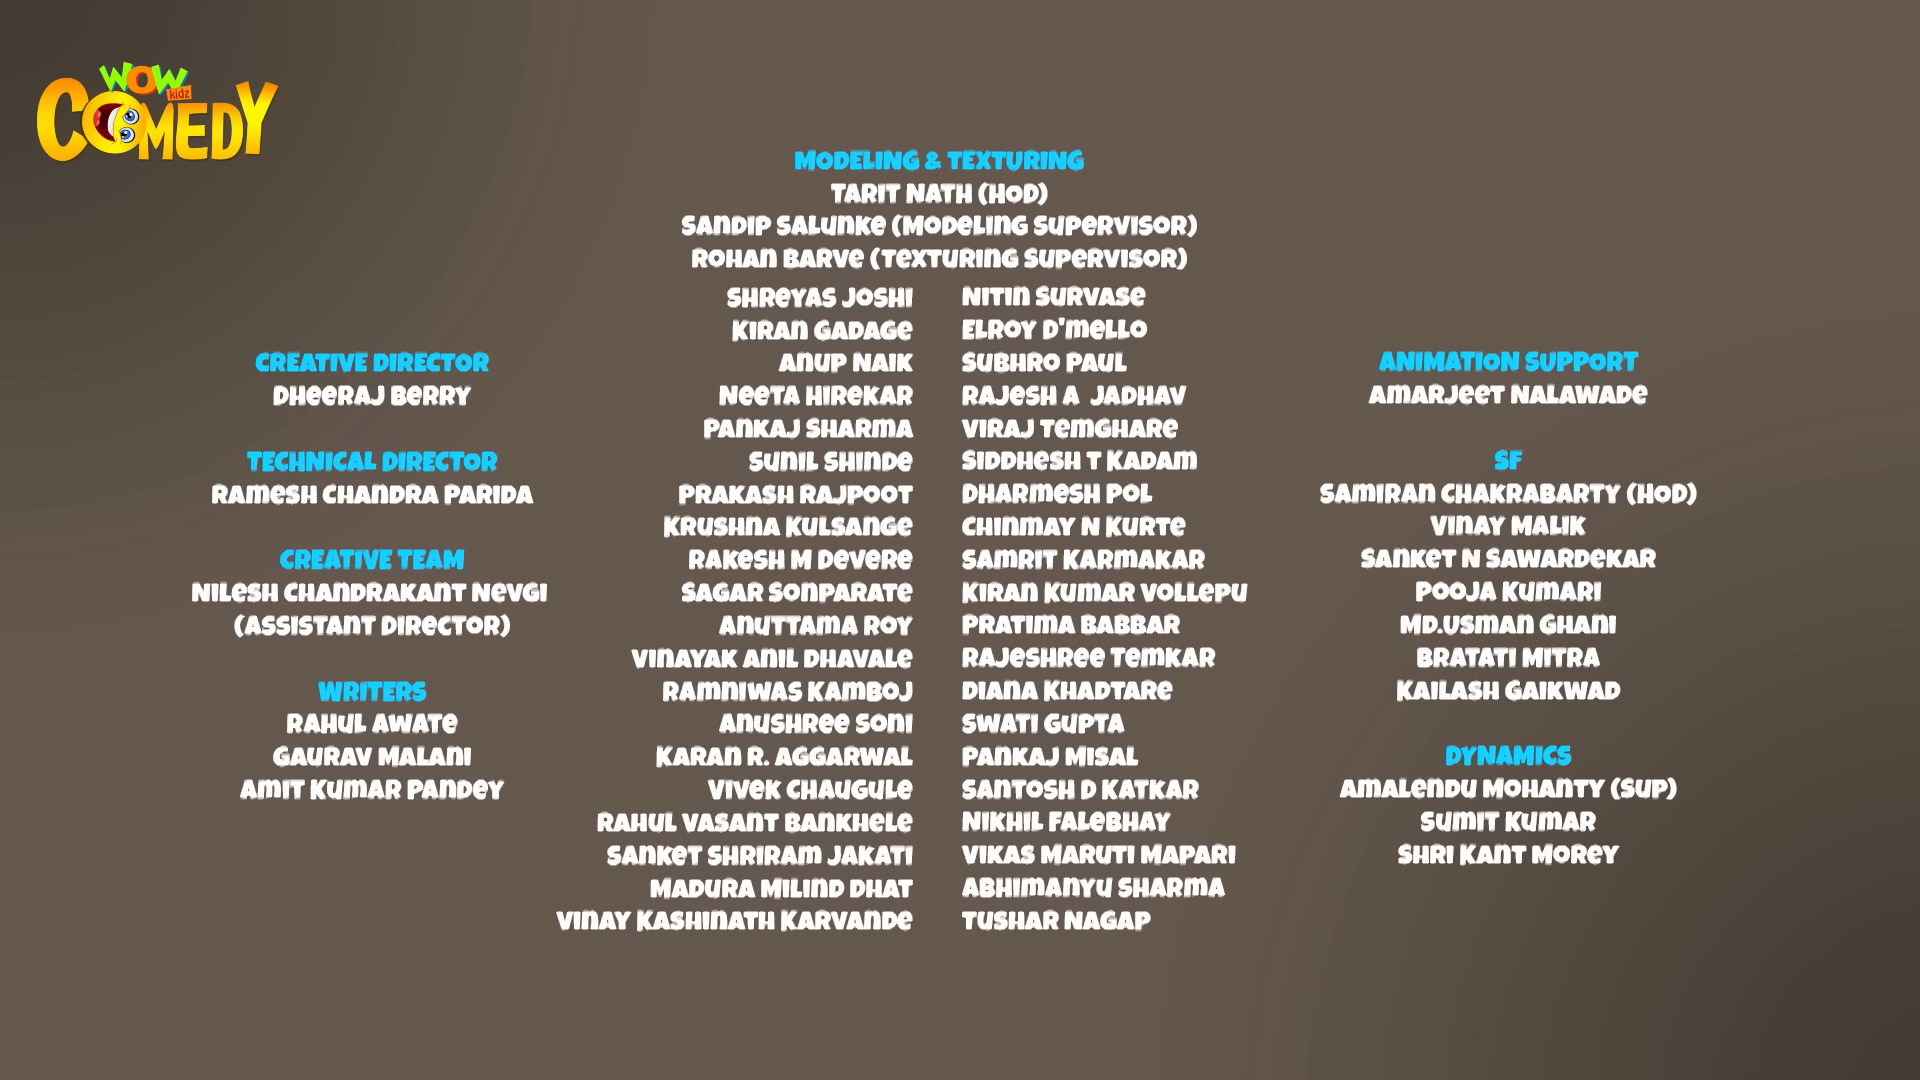 WOW
kidz
COMEDY
CREATIVE DIRECTOR
DHEERAJ BERRY
TECHNICAL DIRECTOR
RAMESH CHANDRA PARIDA
CREATIVE TEAM
NILESH CHANDRAKANT NEVGI
(ASSISTANT DIRECTOR)
WRITERS
RAHUL AWATE
GAURAV MALANI
AMIT KUMAR PANDEY
MODELING & TEXTURING
TARIT NATH (HOD)
SANDIP SALUNKE (MODELING SUPERVISOR)
ROHAN BARVE (TEXTURING SUPERVISOR)
SHREYAS JOSHI NITIN SURVASE
KIRAN GADAGE ELROY D'MELLO
ANUP NAIK SUBHRO PAUL
NEETA HIREKAR RAJESH A JADHAV
PANKAJ SHARMA VIRAJ TEMGHARE
SUNIL SHINDE SIDDHESH T KADAM
PRAKASH RAJPOOT DHARMESH POL
KRUSHNA KULSANGE CHINMAY N KURTE
RAKESH M DEVERE SAMRIT KARMAKAR
SAGAR SONPARATE KIRAN KUMAR VOLLEPU
ANUTTAMA ROY PRATIMA BABBAR
VINAYAK ANIL DHAVALE RAJESHREE TEMKAR
RAMNIWAS KAMBOJ DIANA KHADTARE
ANUSHREE SONI SWATI GUPTA
KARAN R. AGGARWAL PANKAJ MISAL
VIVEK CHAUGULE SANTOSH D KATKAR
RAHUL VASANT BANKHELE NIKHIL FALEBHAY
SANKET SHRIRAM JAKATI VIKAS MARUTI MAPARI
MADURA MILIND DHAT ABHIMANYU SHARMA
VINAY KASHINATH KARVANDE TUSHAR NAGAP
ANIMATION SUPPORT
AMARJEET NALAWADE
SF
SAMIRAN CHAKRABARTY (HOD)
VINAY MALIK
SANKET N SAWARDEKAR
POOJA KUMARI
MD.USMAN GHANI
BRATATI MITRA
KAILASH GAIKWAD
DYNAMICS
AMALENDU MOHANTY (SUP)
SUMIT KUMAR
SHRI KANT MOREY